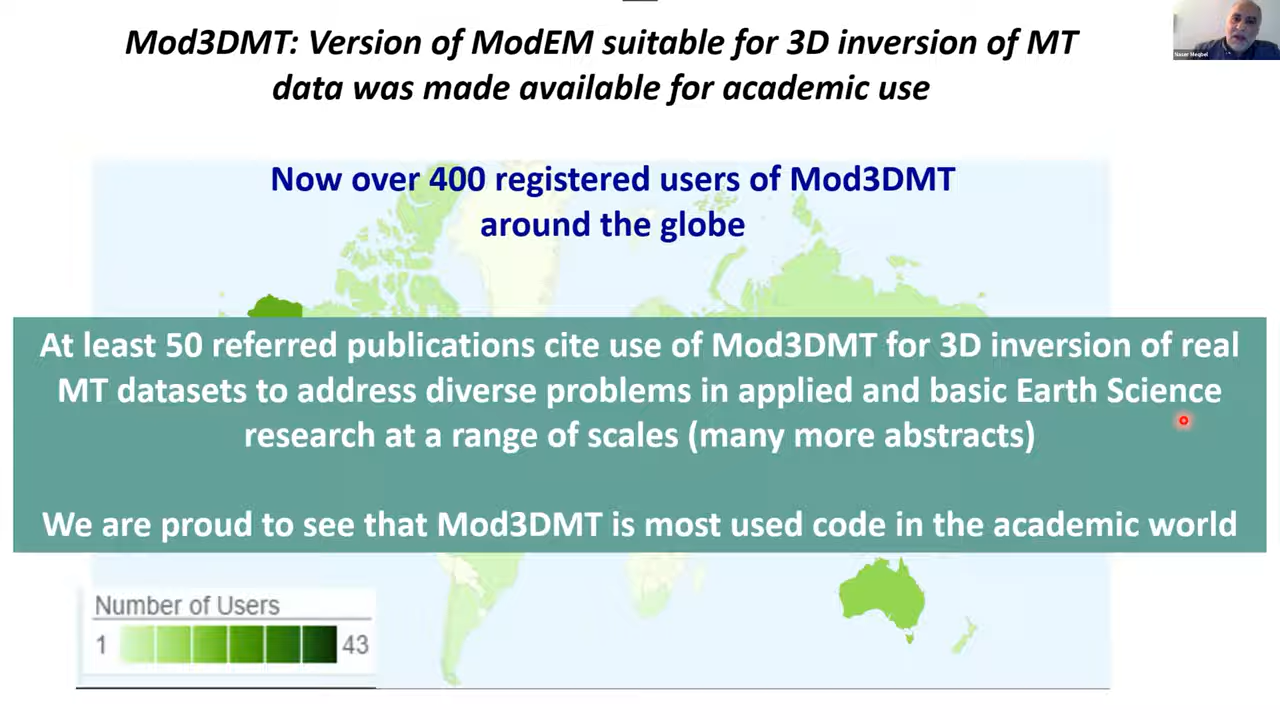 Mod3DMT: Version of ModEM suitable for 3D inversion of MT
data was made available for academic use
Naser Meqbel
Now over 400 registered users of Mod3DMT
around the globe
At least 50 referred publications cite use of Mod3DMT for 3D inversion of real
MT datasets to address diverse problems in applied and basic Earth Science
research at a range of scales (many more abstracts)
We are proud to see that Mod3DMT is most used code in the academic world
Number of Users
1 43